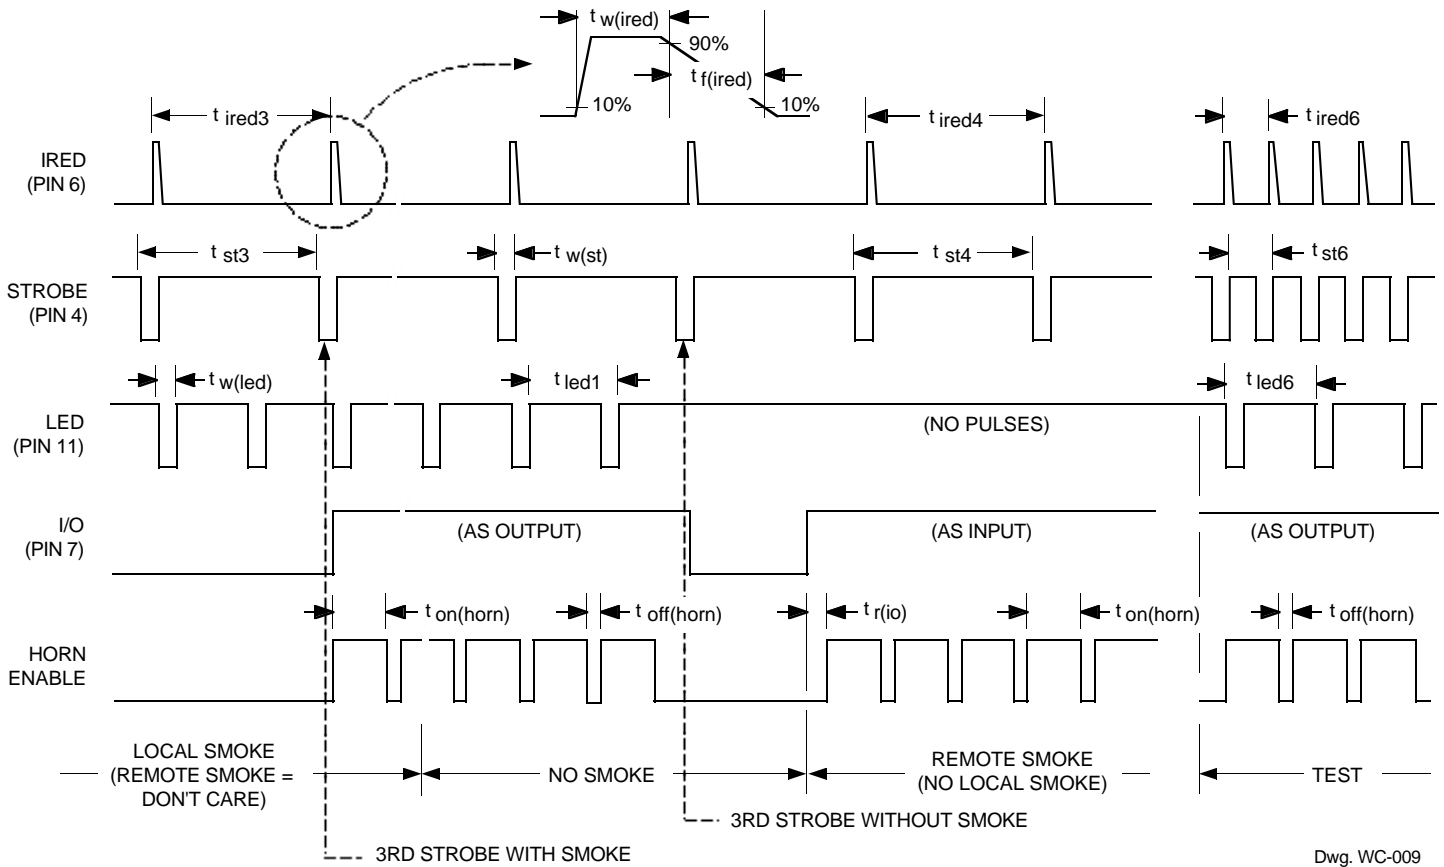 t w(ired)
90%
t f(ired)
10%
10%
t ired3
t ired4
t ired6
IRED
(PIN 6)
t st3
t w(st)
t st4
t st6
STROBE
(PIN 4)
t w(led)
t led1
t led6
LED
(PIN 11)
(NO PULSES)
I/O
(PIN 7)
(AS OUTPUT)
(AS INPUT)
(AS OUTPUT)
t on(horn)
t off(horn)
t r(io)
t on(horn)
t off(horn)
HORN
ENABLE
LOCAL SMOKE
(REMOTE SMOKE =
DON'T CARE)
NO SMOKE
REMOTE SMOKE
(NO LOCAL SMOKE)
TEST
3RD STROBE WITHOUT SMOKE
3RD STROBE WITH SMOKE
Dwg. WC-009